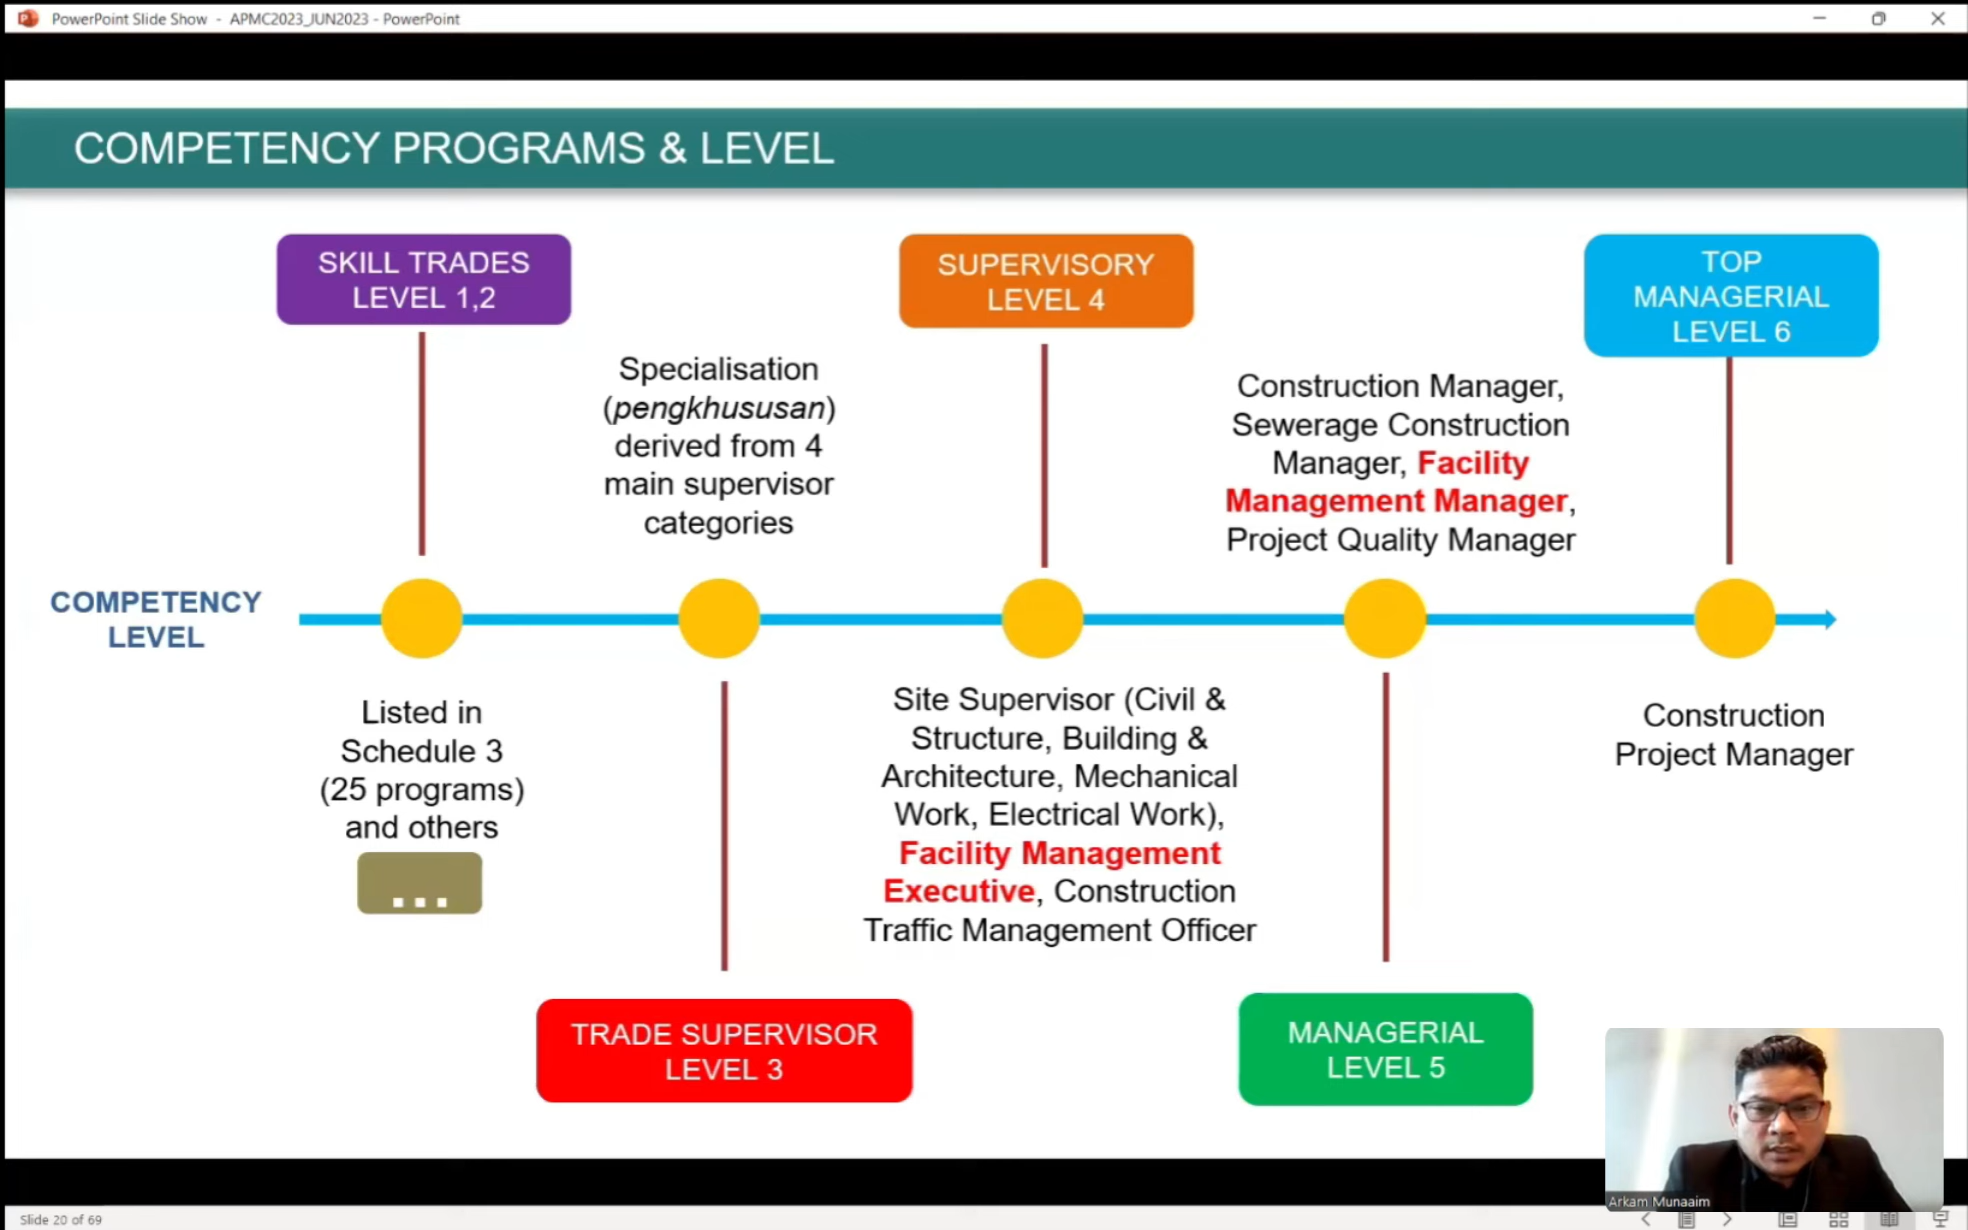 PowerPoint Slide Show - APMC2023_JUN2023 - PowerPoint
COMPETENCY PROGRAMS & LEVEL
SKILL TRADES
LEVEL 1,2
SUPERVISORY
LEVEL 4
TOP
MANAGERIAL
LEVEL 6
Specialisation
(pengkhususan)
derived from 4
main supervisor
categories
Construction Manager,
Sewerage Construction
Manager, Facility
Management Manager,
Project Quality Manager
COMPETENCY
LEVEL
Listed in
Schedule 3
(25 programs)
and others
...
Site Supervisor (Civil &
Structure, Building &
Architecture, Mechanical
Work, Electrical Work),
Facility Management
Executive, Construction
Traffic Management Officer
Construction
Project Manager
TRADE SUPERVISOR
LEVEL 3
MANAGERIAL
LEVEL 5
Arkam Munaaim
Slide 20 of 69